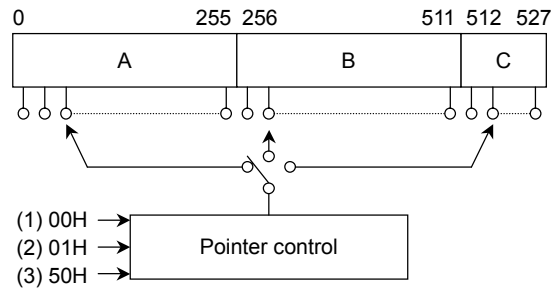 0 255 256 511 512 527
A B C
(1) 00H
(2) 01H Pointer control
(3) 50H